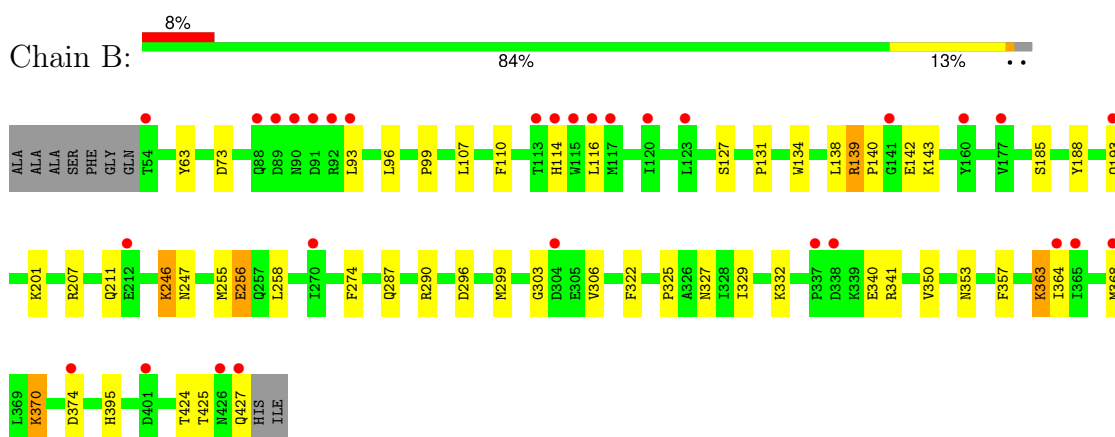 8%
Chain B:
84% 13% • •
ALA ALA ALA SER PHE GLY GLN T54 Y63 D73 Q88 D89 N90 D91 R92 L93 L96 P99 L107 F110 T113 H114 W115 L116 M117 I120 L123 S127 P131 W134 L138 R139 P140 G141 E142 K143 Y160 V177 S185 Y188
K201 R207 Q211 E212 K246 N247 M255 E256 Q257 L258 I270 F274 Q287 R290 D296 M299 G303 D304 E305 V306 F322 P325 A326 N327 I328 I329 K332 P337 D338 K339 E340 R341 V350 N353 F357 K363 I364 I365
L369 K370 D374 H395 D401 T424 T425 N426 Q427 HIS ILE